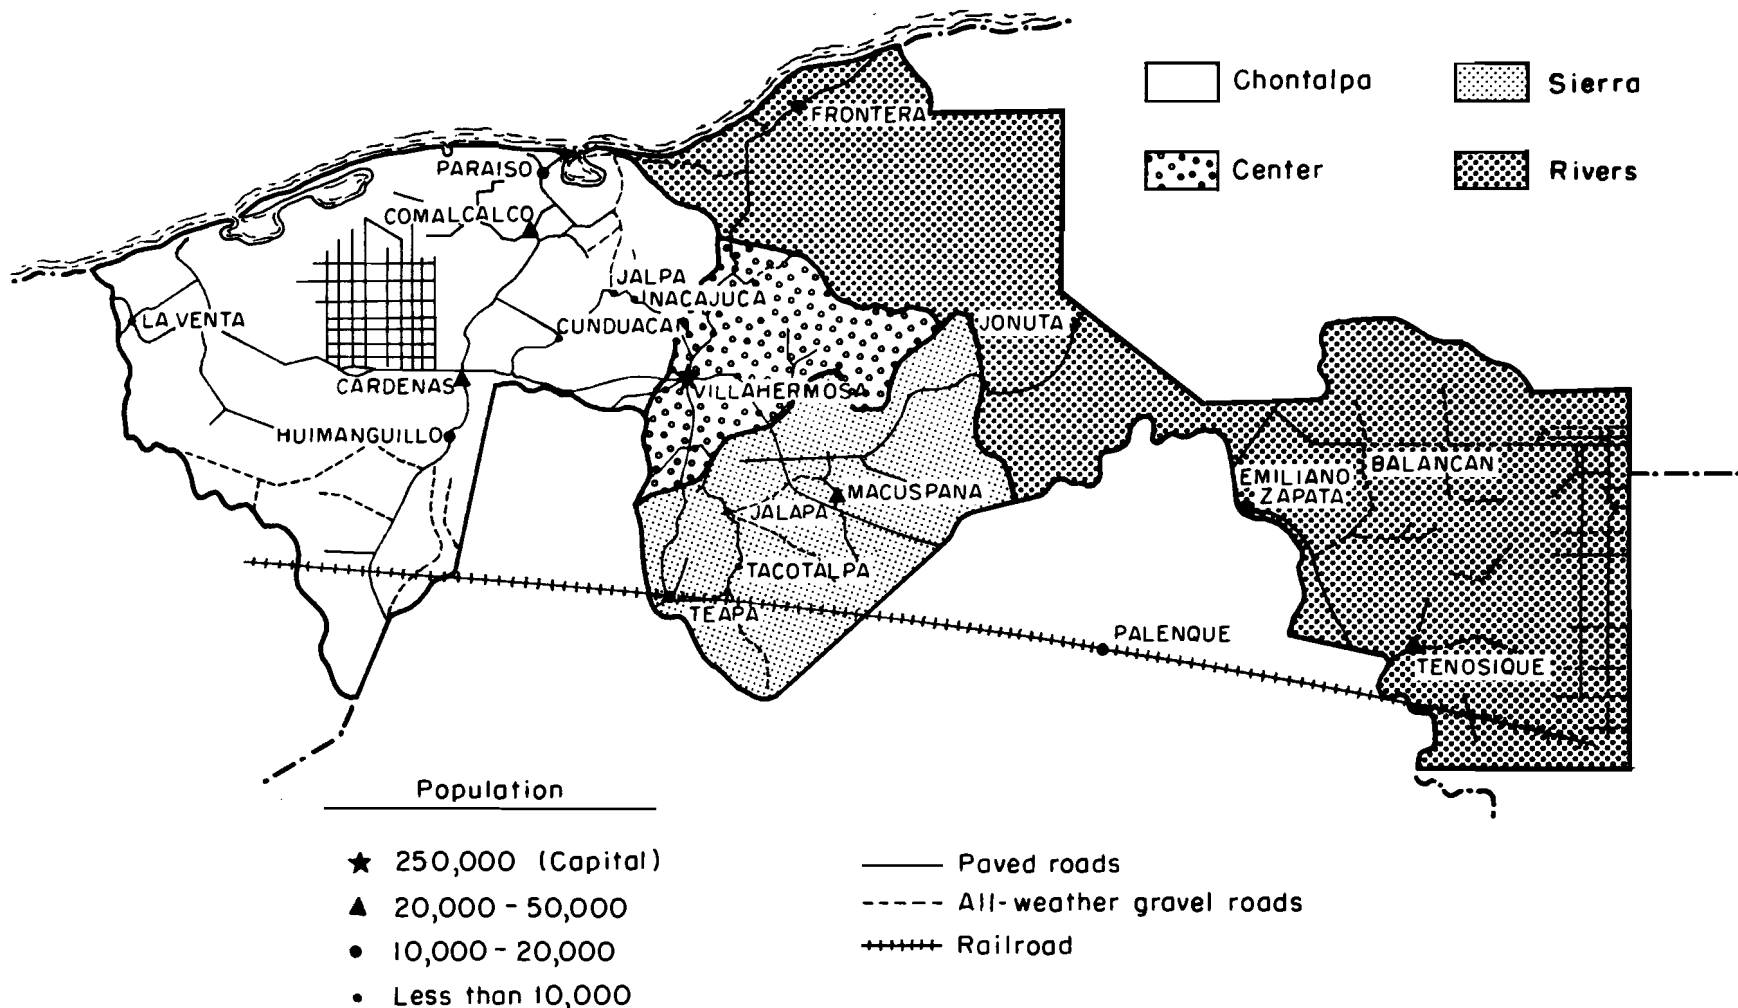 Chontalpa
Sierra
Center
Rivers
FRONTERA
PARAISO
COMALCALCO
JALPA
NACAJUCA
LA VENTA
CUNDUACAN
JONUTA
CARDENAS
VILLAHERMOSA
HUIMANGUILLO
EMILIANO
ZAPATA
BALANCAN
MACUSPANA
JALAPA
TACOTALPA
TEAPA
PALENQUE
TENOSIQUE
Population
250,000 (Capital)
20,000 - 50,000
10,000 - 20,000
Less than 10,000
Paved roads
All-weather gravel roads
Railroad